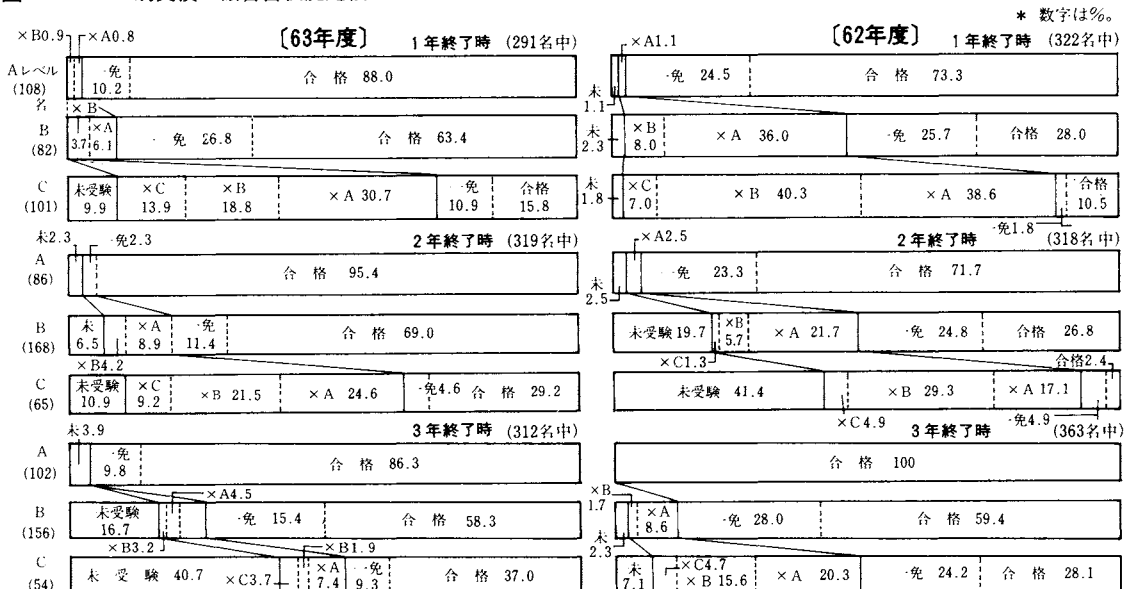 * 数字は%。
〔63年度〕 1年終了時 (291名中)
×B0.9 ×A0.8
Aレベル ·免 10.2 合格 88.0
(108)
名
×B
B 3.7 ×A 6.1 ·免 26.8 合格 63.4
(82)
C 未受験 9.9 ×C 13.9 ×B 18.8 ×A 30.7 ·免 10.9 合格 15.8
(101)
未2.3 ·免2.3 2年終了時 (319名中)
A 合格 95.4
(86)
B 未 6.5 ×A 8.9 ·免 11.4 合格 69.0
(168)
×B4.2
C 未受験 10.9 ×C 9.2 ×B 21.5 ×A 24.6 ·免4.6 合格 29.2
(65)
未3.9 3年終了時 (312名中)
A ·免 9.8 合格 86.3
(102)
×A4.5
B 未受験 16.7 ·免 15.4 合格 58.3
(156)
×B3.2 ×B1.9
C 未受験 40.7 ×C3.7 ×A 7.4 ·免 9.3 合格 37.0
(54)
〔62年度〕 1年終了時 (322名中)
×A1.1
未 1.1 ·免 24.5 合格 73.3
未 2.3 ×B 8.0 ×A 36.0 ·免 25.7 合格 28.0
未 1.8 ×C 7.0 ×B 40.3 ×A 38.6 合格 10.5
·免1.8
×A2.5 2年終了時 (318名中)
未 2.5 ·免 23.3 合格 71.7
未受験 19.7 ×B 5.7 ×A 21.7 ·免 24.8 合格 26.8
×C1.3 合格2.4
未受験 41.4 ×B 29.3 ×A 17.1
×C4.9 ·免4.9
3年終了時 (363名中)
合格 100
×B 1.7
×A 8.6 ·免 28.0 合格 59.4
未 2.3
未 7.1 ×C4.7 ×B 15.6 ×A 20.3 ·免 24.2 合格 28.1